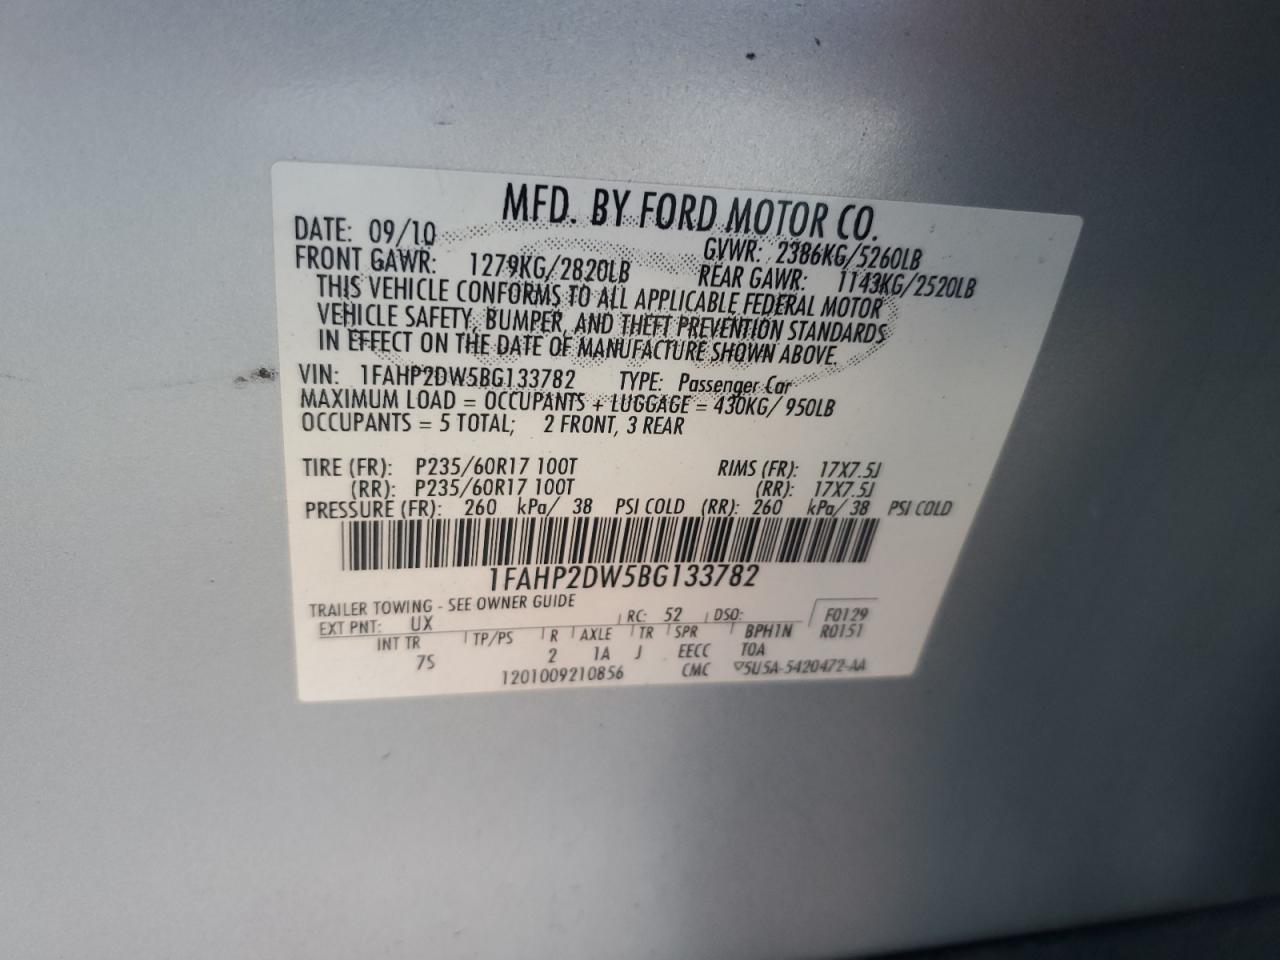 MFD. BY FORD MOTOR CO.
DATE: 09/10 GVWR: 2386KG/5260LB
FRONT GAWR: 1279KG/2820LB REAR GAWR: 1143KG/2520LB
THIS VEHICLE CONFORMS TO ALL APPLICABLE FEDERAL MOTOR
VEHICLE SAFETY, BUMPER, AND THEFT PREVENTION STANDARDS
IN EFFECT ON THE DATE OF MANUFACTURE SHOWN ABOVE.
VIN: 1FAHP2DW5BG133782 TYPE: Passenger Car
MAXIMUM LOAD = OCCUPANTS + LUGGAGE = 430KG/ 950LB
OCCUPANTS = 5 TOTAL; 2 FRONT, 3 REAR
TIRE (FR): P235/60R17 100T RIMS (FR): 17X7.5J
(RR): P235/60R17 100T (RR): 17X7.5J
PRESSURE (FR): 260 kPa/ 38 PSI COLD (RR): 260 kPa/ 38 PSI COLD
1FAHP2DW5BG133782
TRAILER TOWING - SEE OWNER GUIDE
EXT PNT: UX RC: 52 DSO: F0129
INT TR TP/PS R AXLE TR SPR BPH1N R0151
7S 2 1A J EECC TOA
1201009210856 CMC 5U5A-5420472-AA